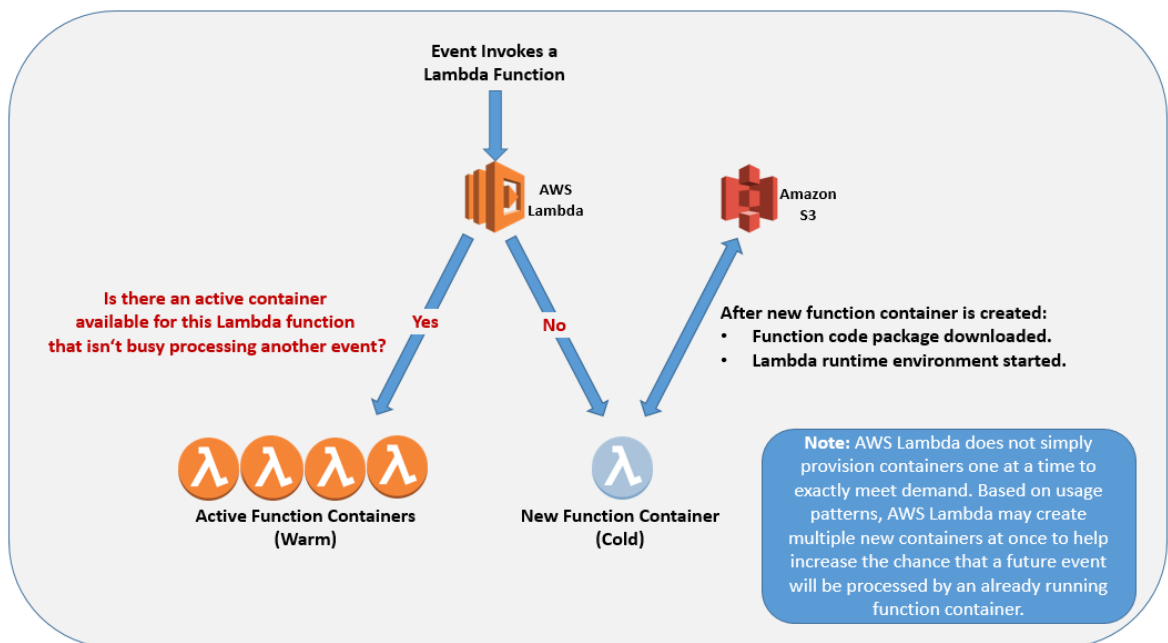 Event Invokes a
Lambda Function
AWS
Lambda
Amazon
S3
Is there an active container
available for this Lambda function
that isn't busy processing another event?
Yes
No
After new function container is created:
• Function code package downloaded.
• Lambda runtime environment started.
Active Function Containers
(Warm)
New Function Container
(Cold)
Note: AWS Lambda does not simply
provision containers one at a time to
exactly meet demand. Based on usage
patterns, AWS Lambda may create
multiple new containers at once to help
increase the chance that a future event
will be processed by an already running
function container.